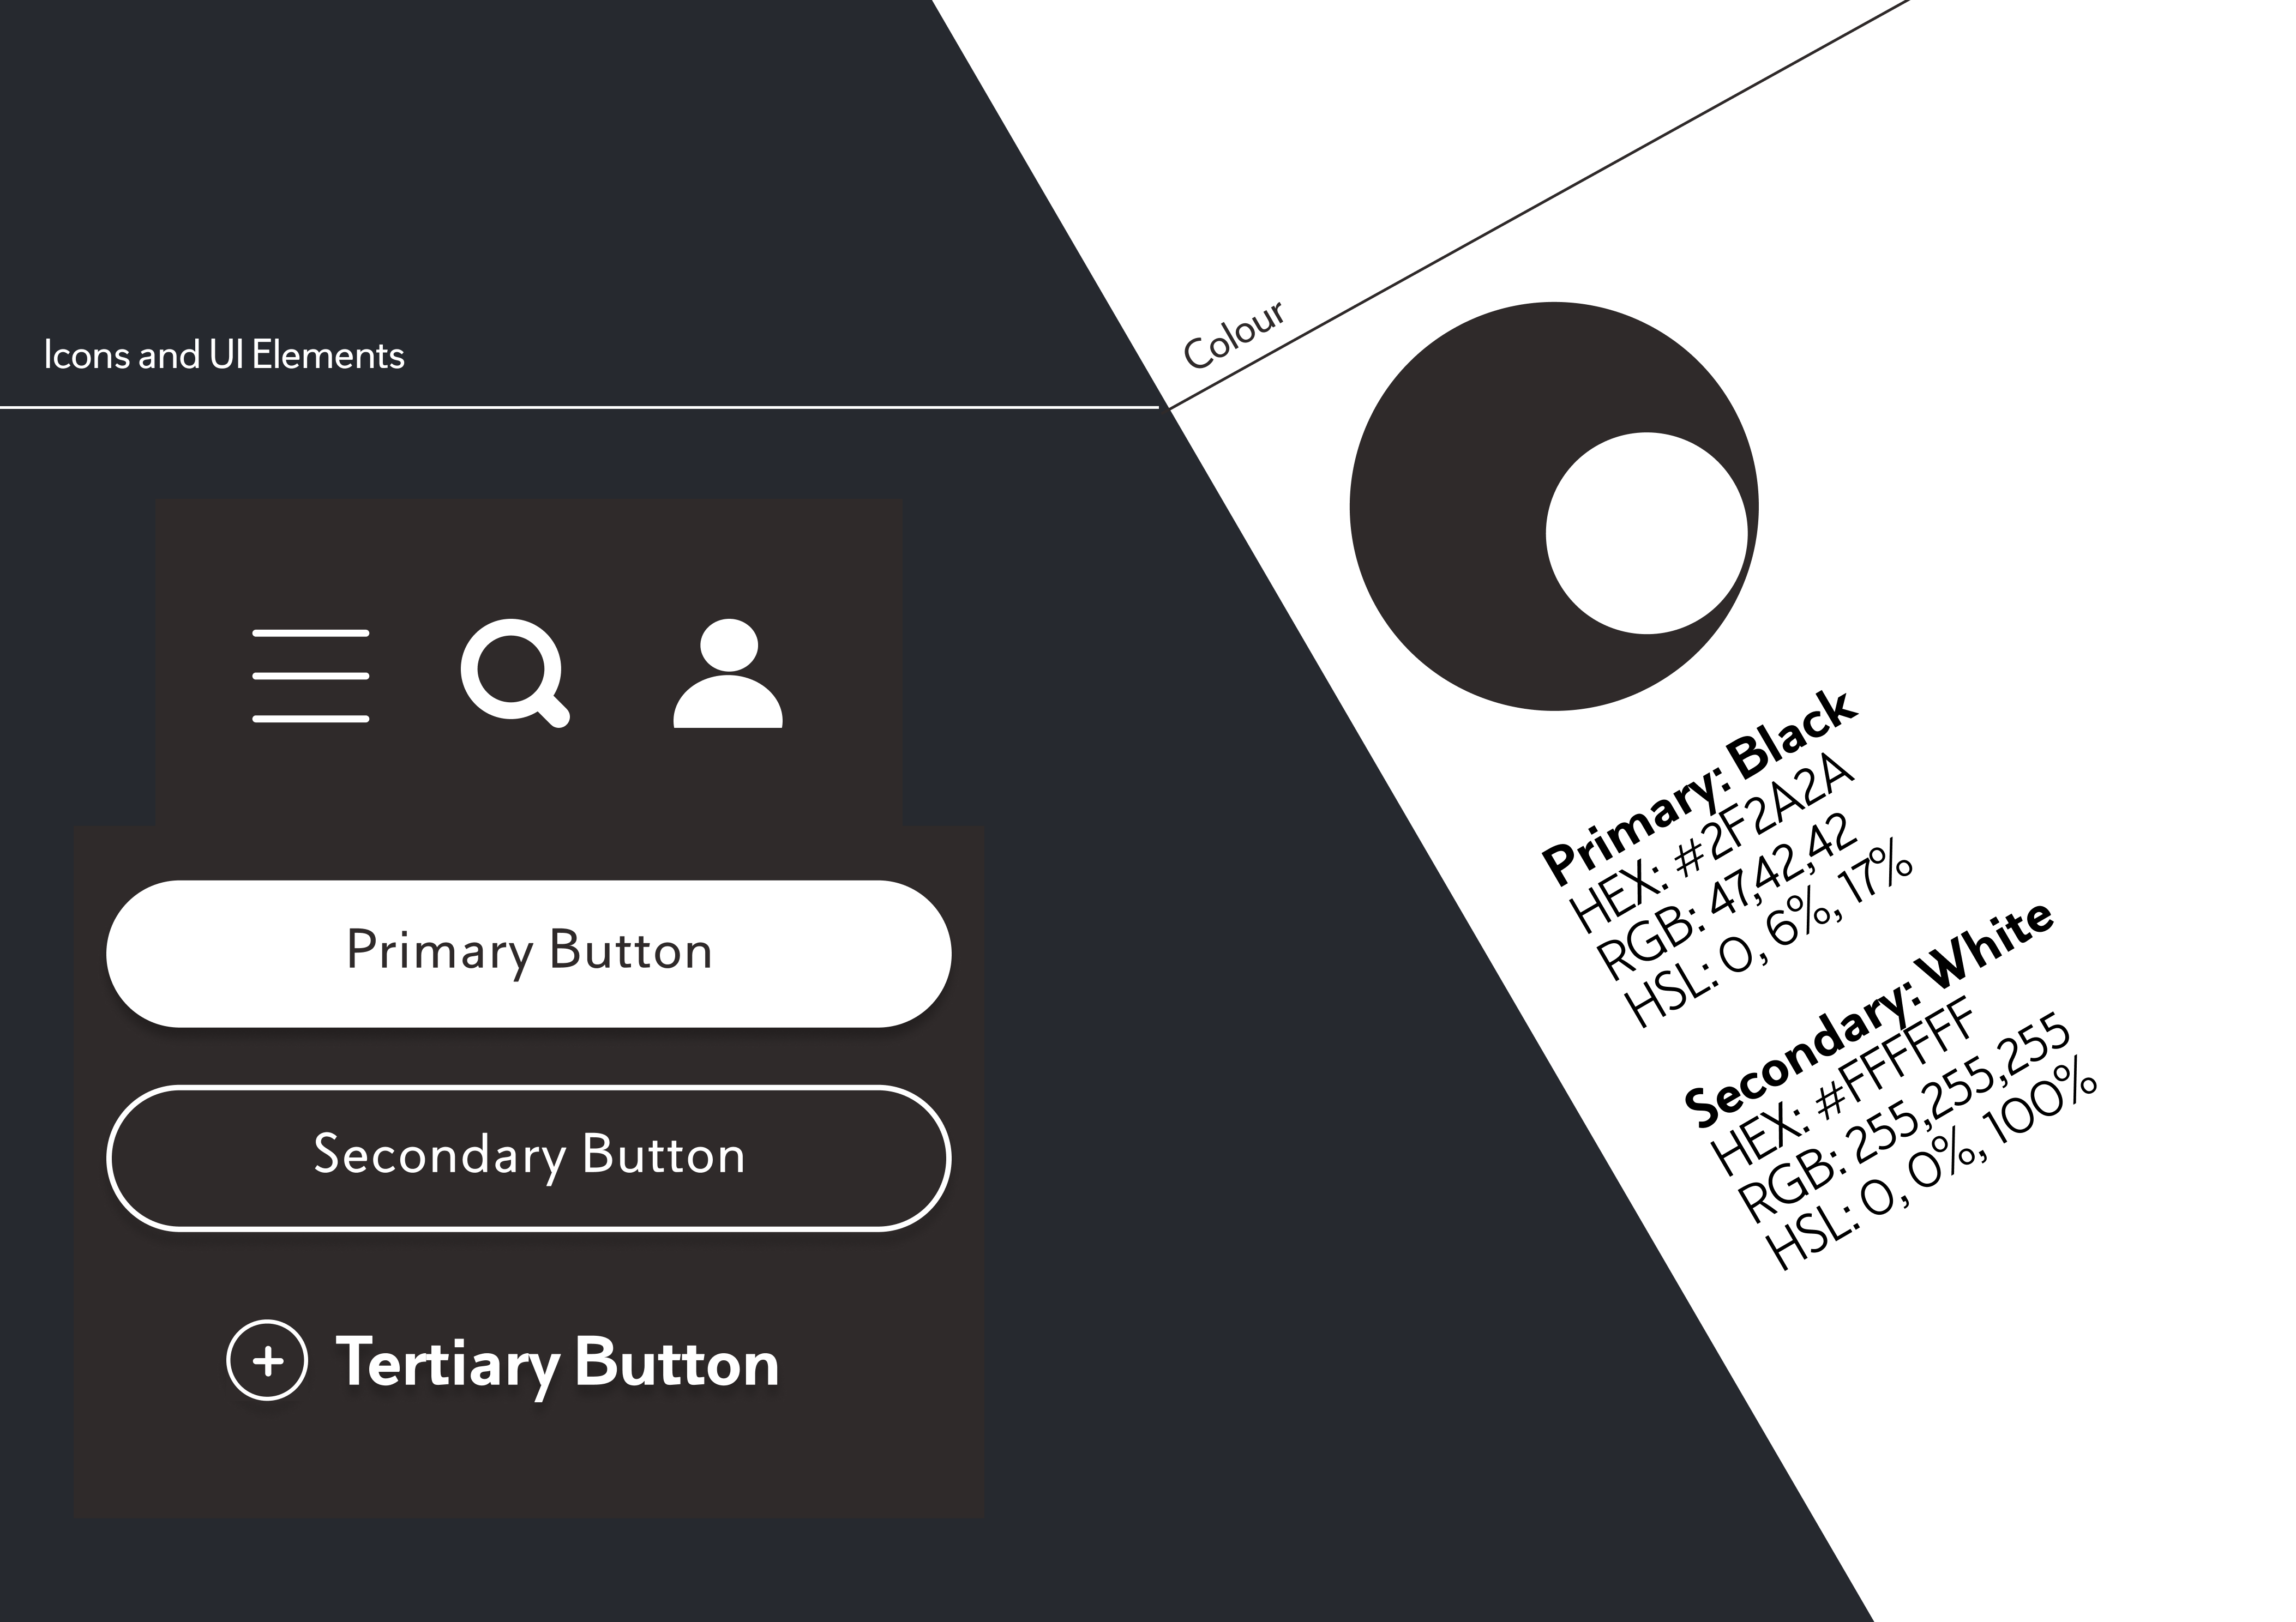 Icons and UI Elements
Primary Button
Secondary Button
Tertiary Button
Colour
Primary: Black
HEX: #2F2A2A
RGB: 47,42,42
HSL: 0, 6%, 17%
Secondary: White
HEX: #FFFFFF
RGB: 255,255,255
HSL: 0, 0%, 100%